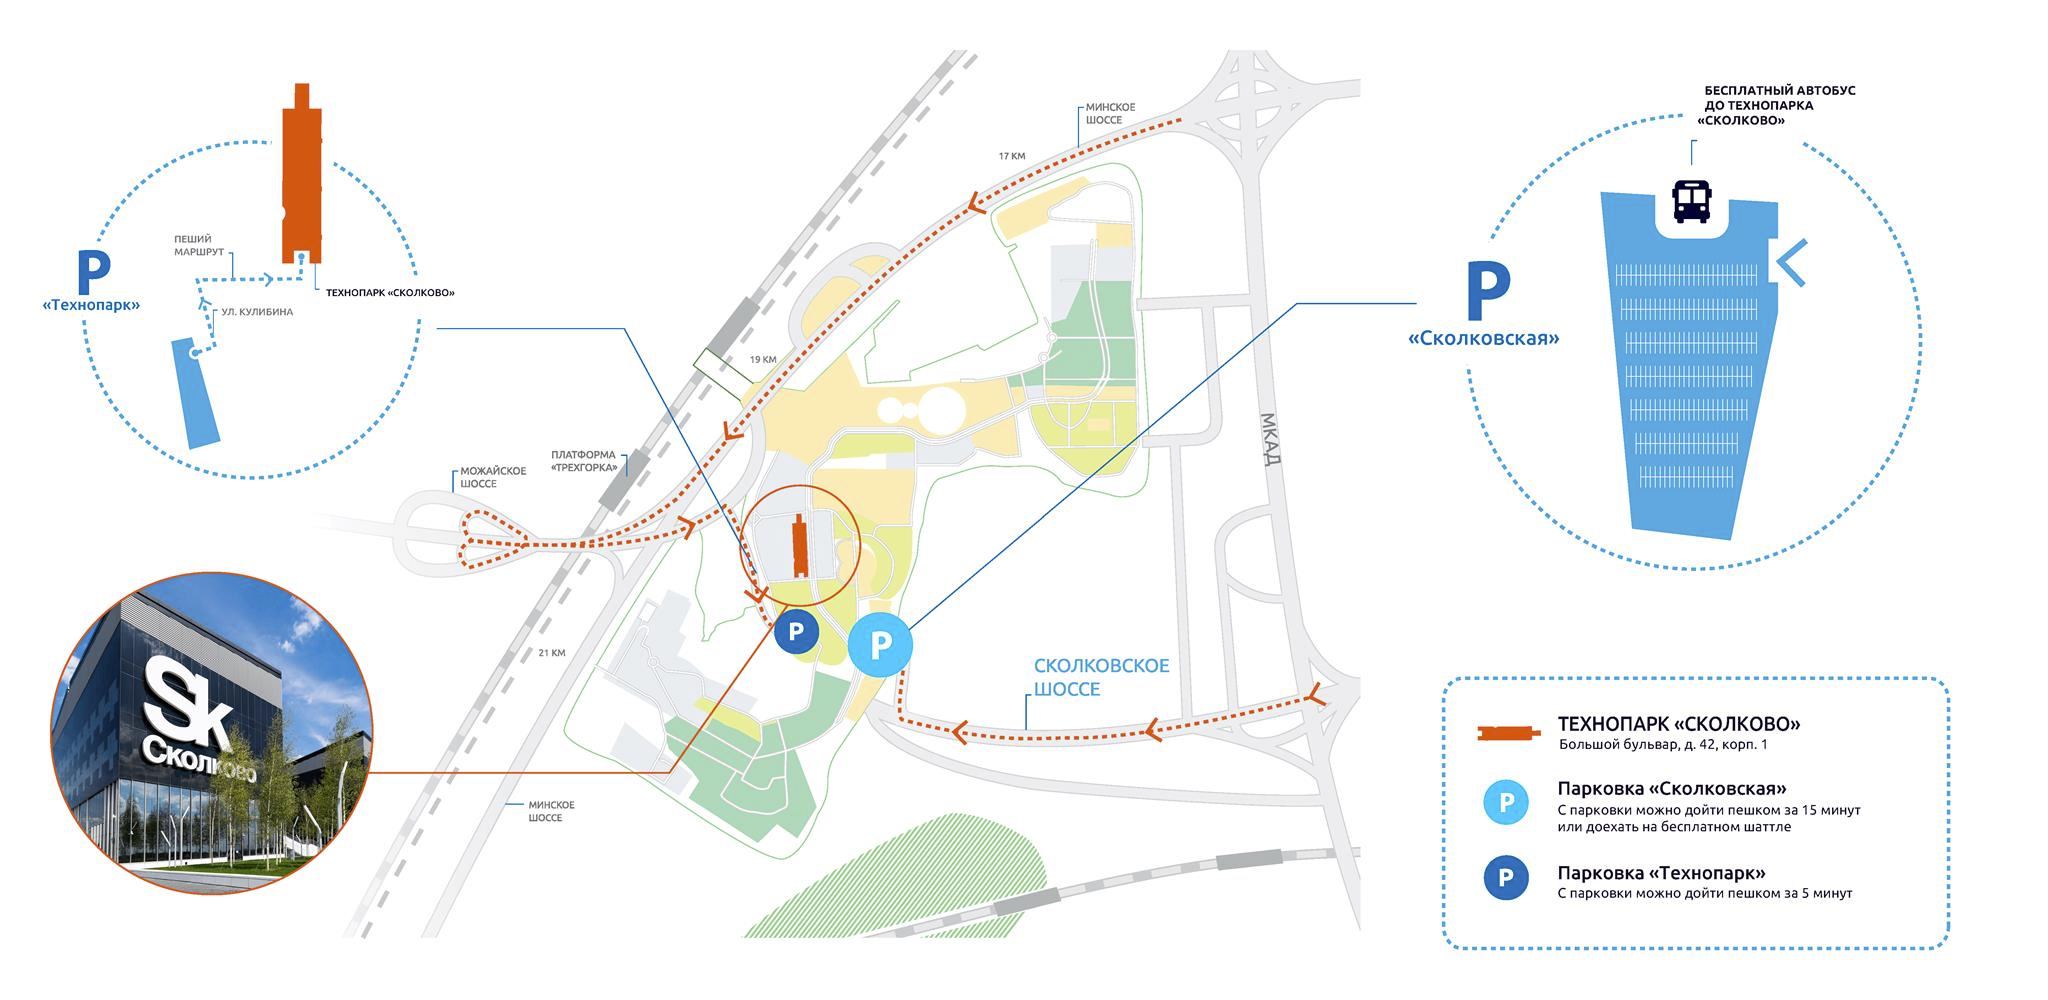 P
«Технопарк»
ПЕШИЙ
МАРШРУТ
УЛ. КУЛИБИНА
ТЕХНОПАРК «СКОЛКОВО»
МИНСКОЕ
ШОССЕ
17 КМ
19 КМ
ПЛАТФОРМА
«ТРЕХГОРКА»
МОЖАЙСКОЕ
ШОССЕ
МКАД
21 КМ
P
P
СКОЛКОВСКОЕ
ШОССЕ
МИНСКОЕ
ШОССЕ
Sk
Сколково
БЕСПЛАТНЫЙ АВТОБУС
ДО ТЕХНОПАРКА
«СКОЛКОВО»
P
«Сколковская»
ТЕХНОПАРК «СКОЛКОВО»
Большой бульвар, д. 42, корп. 1
P
Парковка «Сколковская»
С парковки можно дойти пешком за 15 минут
или доехать на бесплатном шаттле
P
Парковка «Технопарк»
С парковки можно дойти пешком за 5 минут